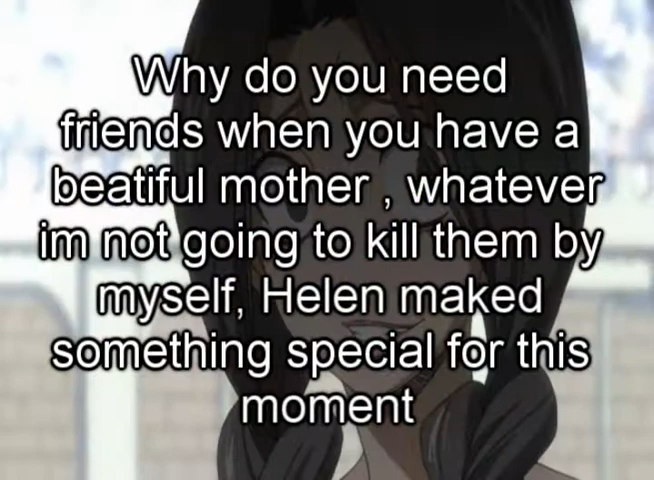 Why do you need
friends when you have a
beatiful mother , whatever
im not going to kill them by
myself, Helen maked
something special for this
moment